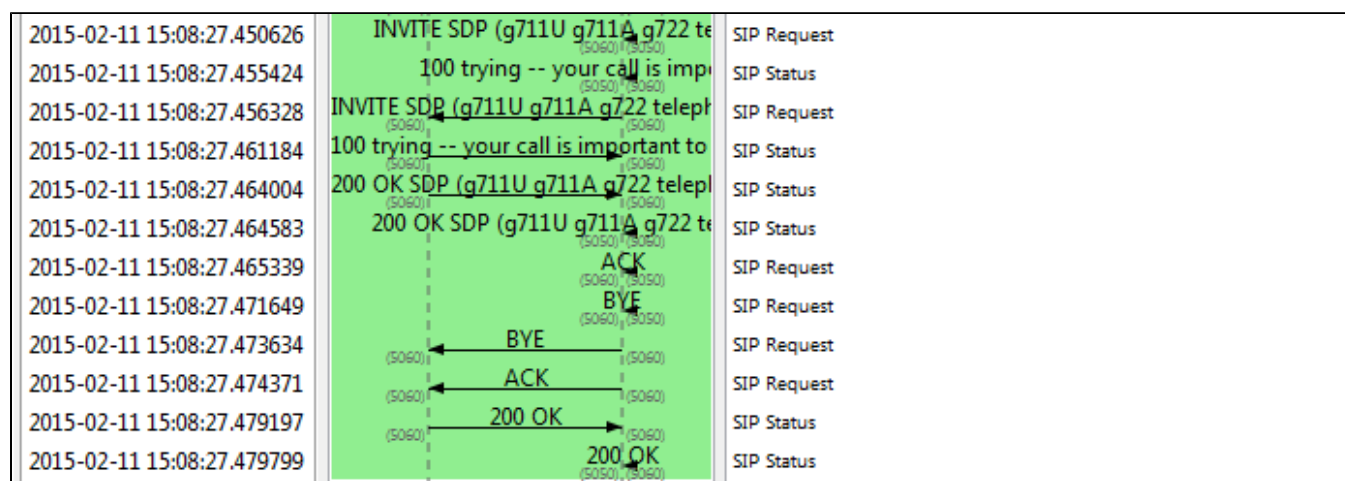 2015-02-11 15:08:27.450626 INVITE SDP (g711U g711A g722 te SIP Request
(5060) (5050)
2015-02-11 15:08:27.455424 100 trying -- your call is impo SIP Status
(5050) (5060)
2015-02-11 15:08:27.456328 INVITE SDP (g711U g711A g722 teleph SIP Request
(5060) (5060)
2015-02-11 15:08:27.461184 100 trying -- your call is important to SIP Status
(5060) (5060)
2015-02-11 15:08:27.464004 200 OK SDP (g711U g711A g722 teleph SIP Status
(5060) (5060)
2015-02-11 15:08:27.464583 200 OK SDP (g711U g711A g722 te SIP Status
(5050) (5060)
2015-02-11 15:08:27.465339 ACK SIP Request
(5060) (5050)
2015-02-11 15:08:27.471649 BYE SIP Request
(5060) (5050)
2015-02-11 15:08:27.473634 BYE SIP Request
(5060) (5060)
2015-02-11 15:08:27.474371 ACK SIP Request
(5060) (5060)
2015-02-11 15:08:27.479197 200 OK SIP Status
(5060) (5060)
2015-02-11 15:08:27.479799 200 OK SIP Status
(5050) (5060)